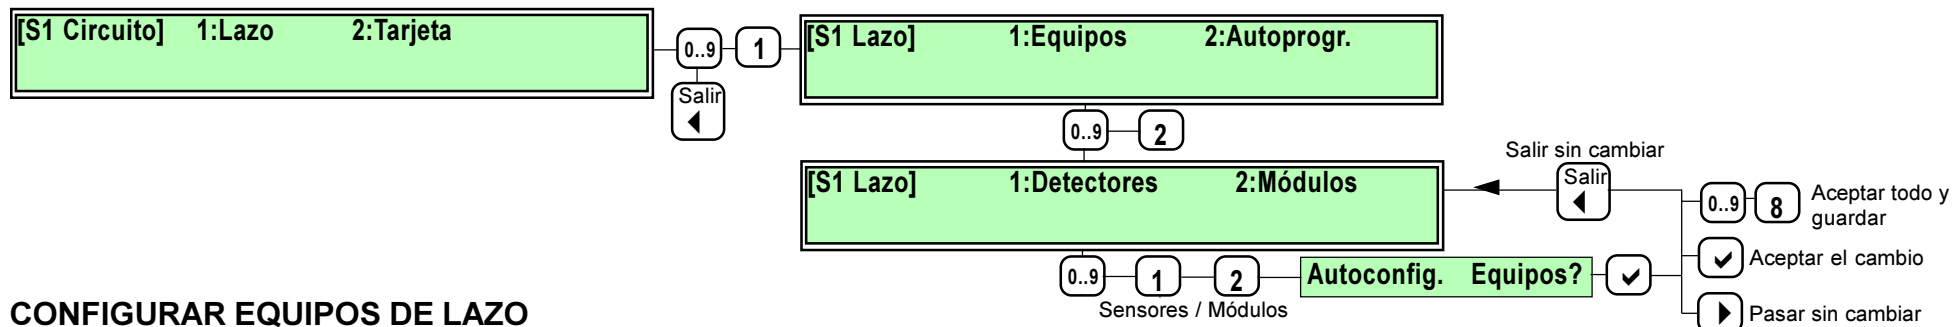 [S1 Circuito] 1:Lazo 2:Tarjeta
0..9 1
Salir
[S1 Lazo] 1:Equipos 2:Autoprogr.
0..9 2
[S1 Lazo] 1:Detectores 2:Módulos
Salir sin cambiar
Salir
0..9 8 Aceptar todo y
guardar
Aceptar el cambio
Pasar sin cambiar
0..9 1 2 Autoconfig. Equipos?
Sensores / Módulos
CONFIGURAR EQUIPOS DE LAZO